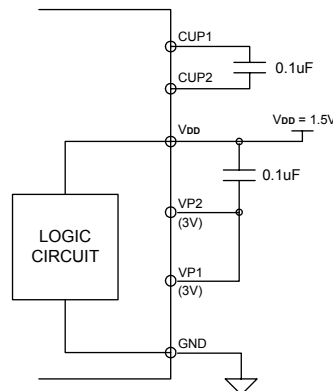 CUP1
0.1uF
CUP2
VDD = 1.5V
VDD
0.1uF
VP2
(3V)
LOGIC
CIRCUIT
VP1
(3V)
GND